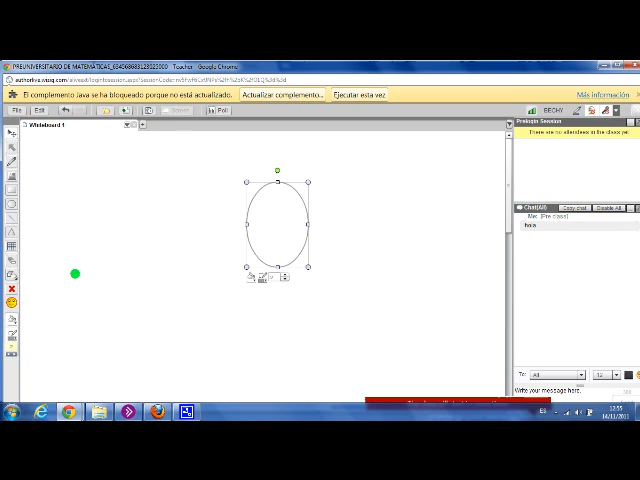 PREUNIVERSITARIO DE MATEMÁTICAS_634568683123025000 - Teacher - Google Chrome
El complemento Java se ha bloqueado porque no está actualizado.
Actualizar complemento...
Ejecutar esta vez
Más información
File
Edit
Poll
BECHY
Whiteboard 1
Prelogin Session
There are no attendees in the class yet
Chat(All)
Copy chat
Disable All
Me: (Pre class)
hola
To:
All
12
Write your message here.
ES
12:55
14/11/2011